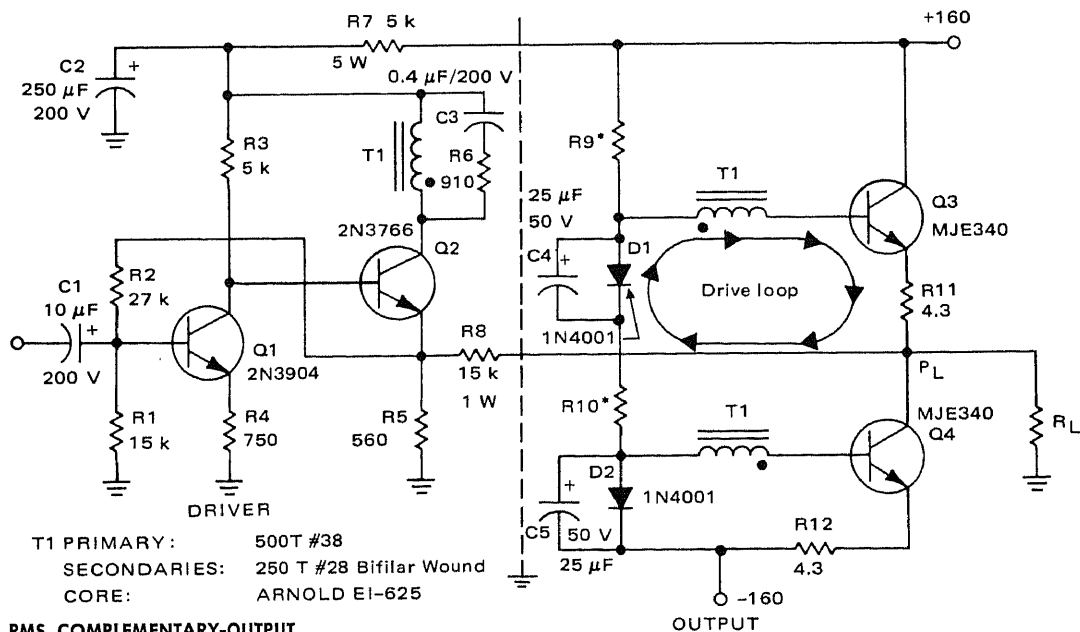 R7 5 k
5 W
+160
C2
+
250 µF
200 V
0.4 µF/200 V
C3
R3
5 k
T1
R6
910
R9*
T1
25 µF
50 V
Q3
MJE340
2N3766
Q2
C4
+
D1
Drive loop
R11
4.3
R2
27 k
C1
10 µF
+
200 V
Q1
2N3904
R8
15 k
1 W
1N4001
PL
R10*
T1
MJE340
Q4
RL
R1
15 k
R4
750
R5
560
D2
1N4001
+
C5
50 V
25 µF
R12
4.3
DRIVER
-160
OUTPUT
T1 PRIMARY: 500T #38
SECONDARIES: 250 T #28 Bifilar Wound
CORE: ARNOLD EI-625